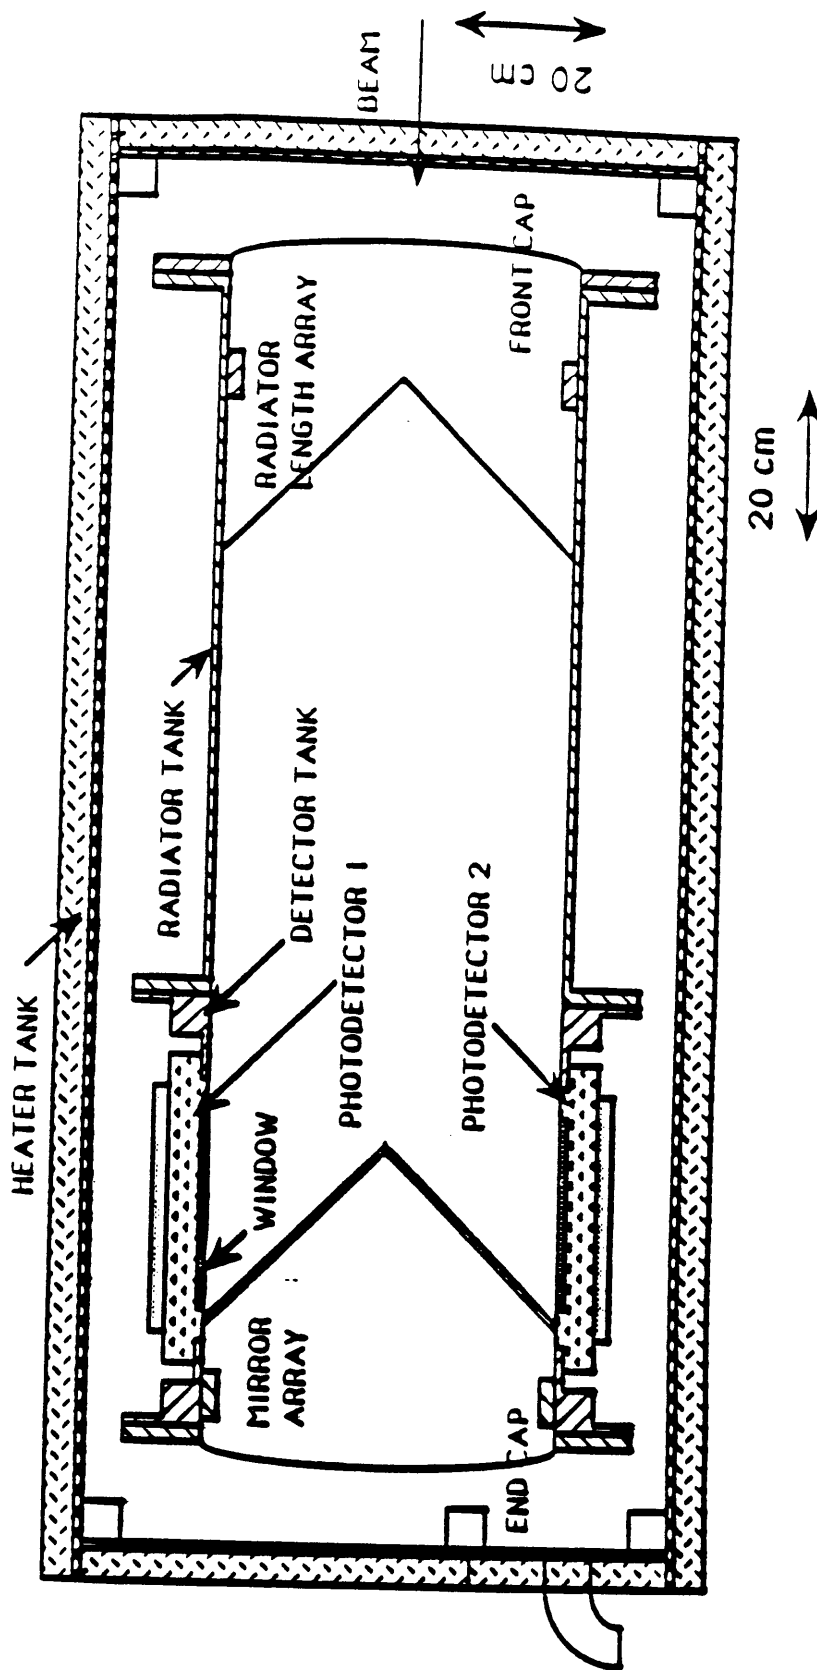 HEATER TANK
RADIATOR TANK
DETECTOR TANK
PHOTODETECTOR 1
WINDOW
MIRROR
ARRAY
PHOTODETECTOR 2
END CAP
RADIATOR
LENGTH ARRAY
FRONT CAP
BEAM
20 cm
20 cm